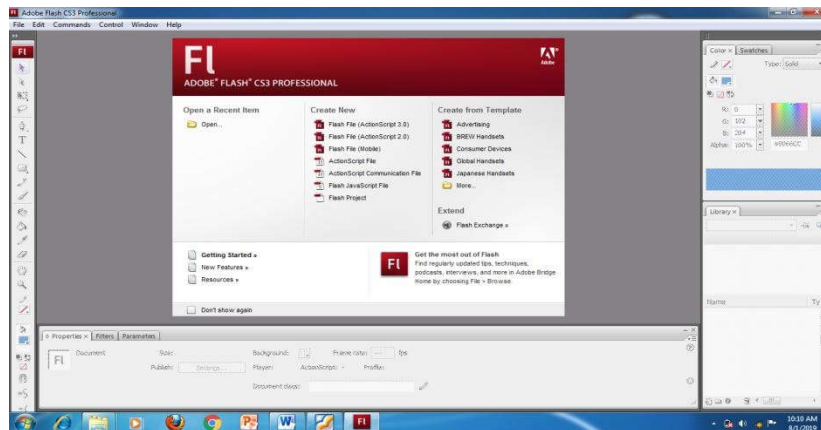 Adobe Flash CS3 Professional
File Edit Commands Control Window Help
Fl
ADOBE® FLASH® CS3 PROFESSIONAL
Adobe
Open a Recent Item
Open...
Create New
Flash File (ActionScript 3.0)
Flash File (ActionScript 2.0)
Flash File (Mobile)
ActionScript File
ActionScript Communication File
Flash JavaScript File
Flash Project
Create from Template
Advertising
BREW Handsets
Consumer Devices
Global Handsets
Japanese Handsets
More...
Extend
Flash Exchange »
Getting Started »
New Features »
Resources »
Fl
Get the most out of Flash
Find regularly updated tips, techniques,
podcasts, interviews, and more in Adobe Bridge
Home by choosing File > Browse.
Don't show again
Color × Swatches
Type: Solid
R: 0
G: 102
B: 204
Alpha: 100% #0066CC
Library ×
Name Ty
Properties × Filters Parameters
Fl
Document Size: Background: Frame rate: fps
Publish: Settings... Player: ActionScript: Profile:
Document class:
10:10 AM
8/1/2019